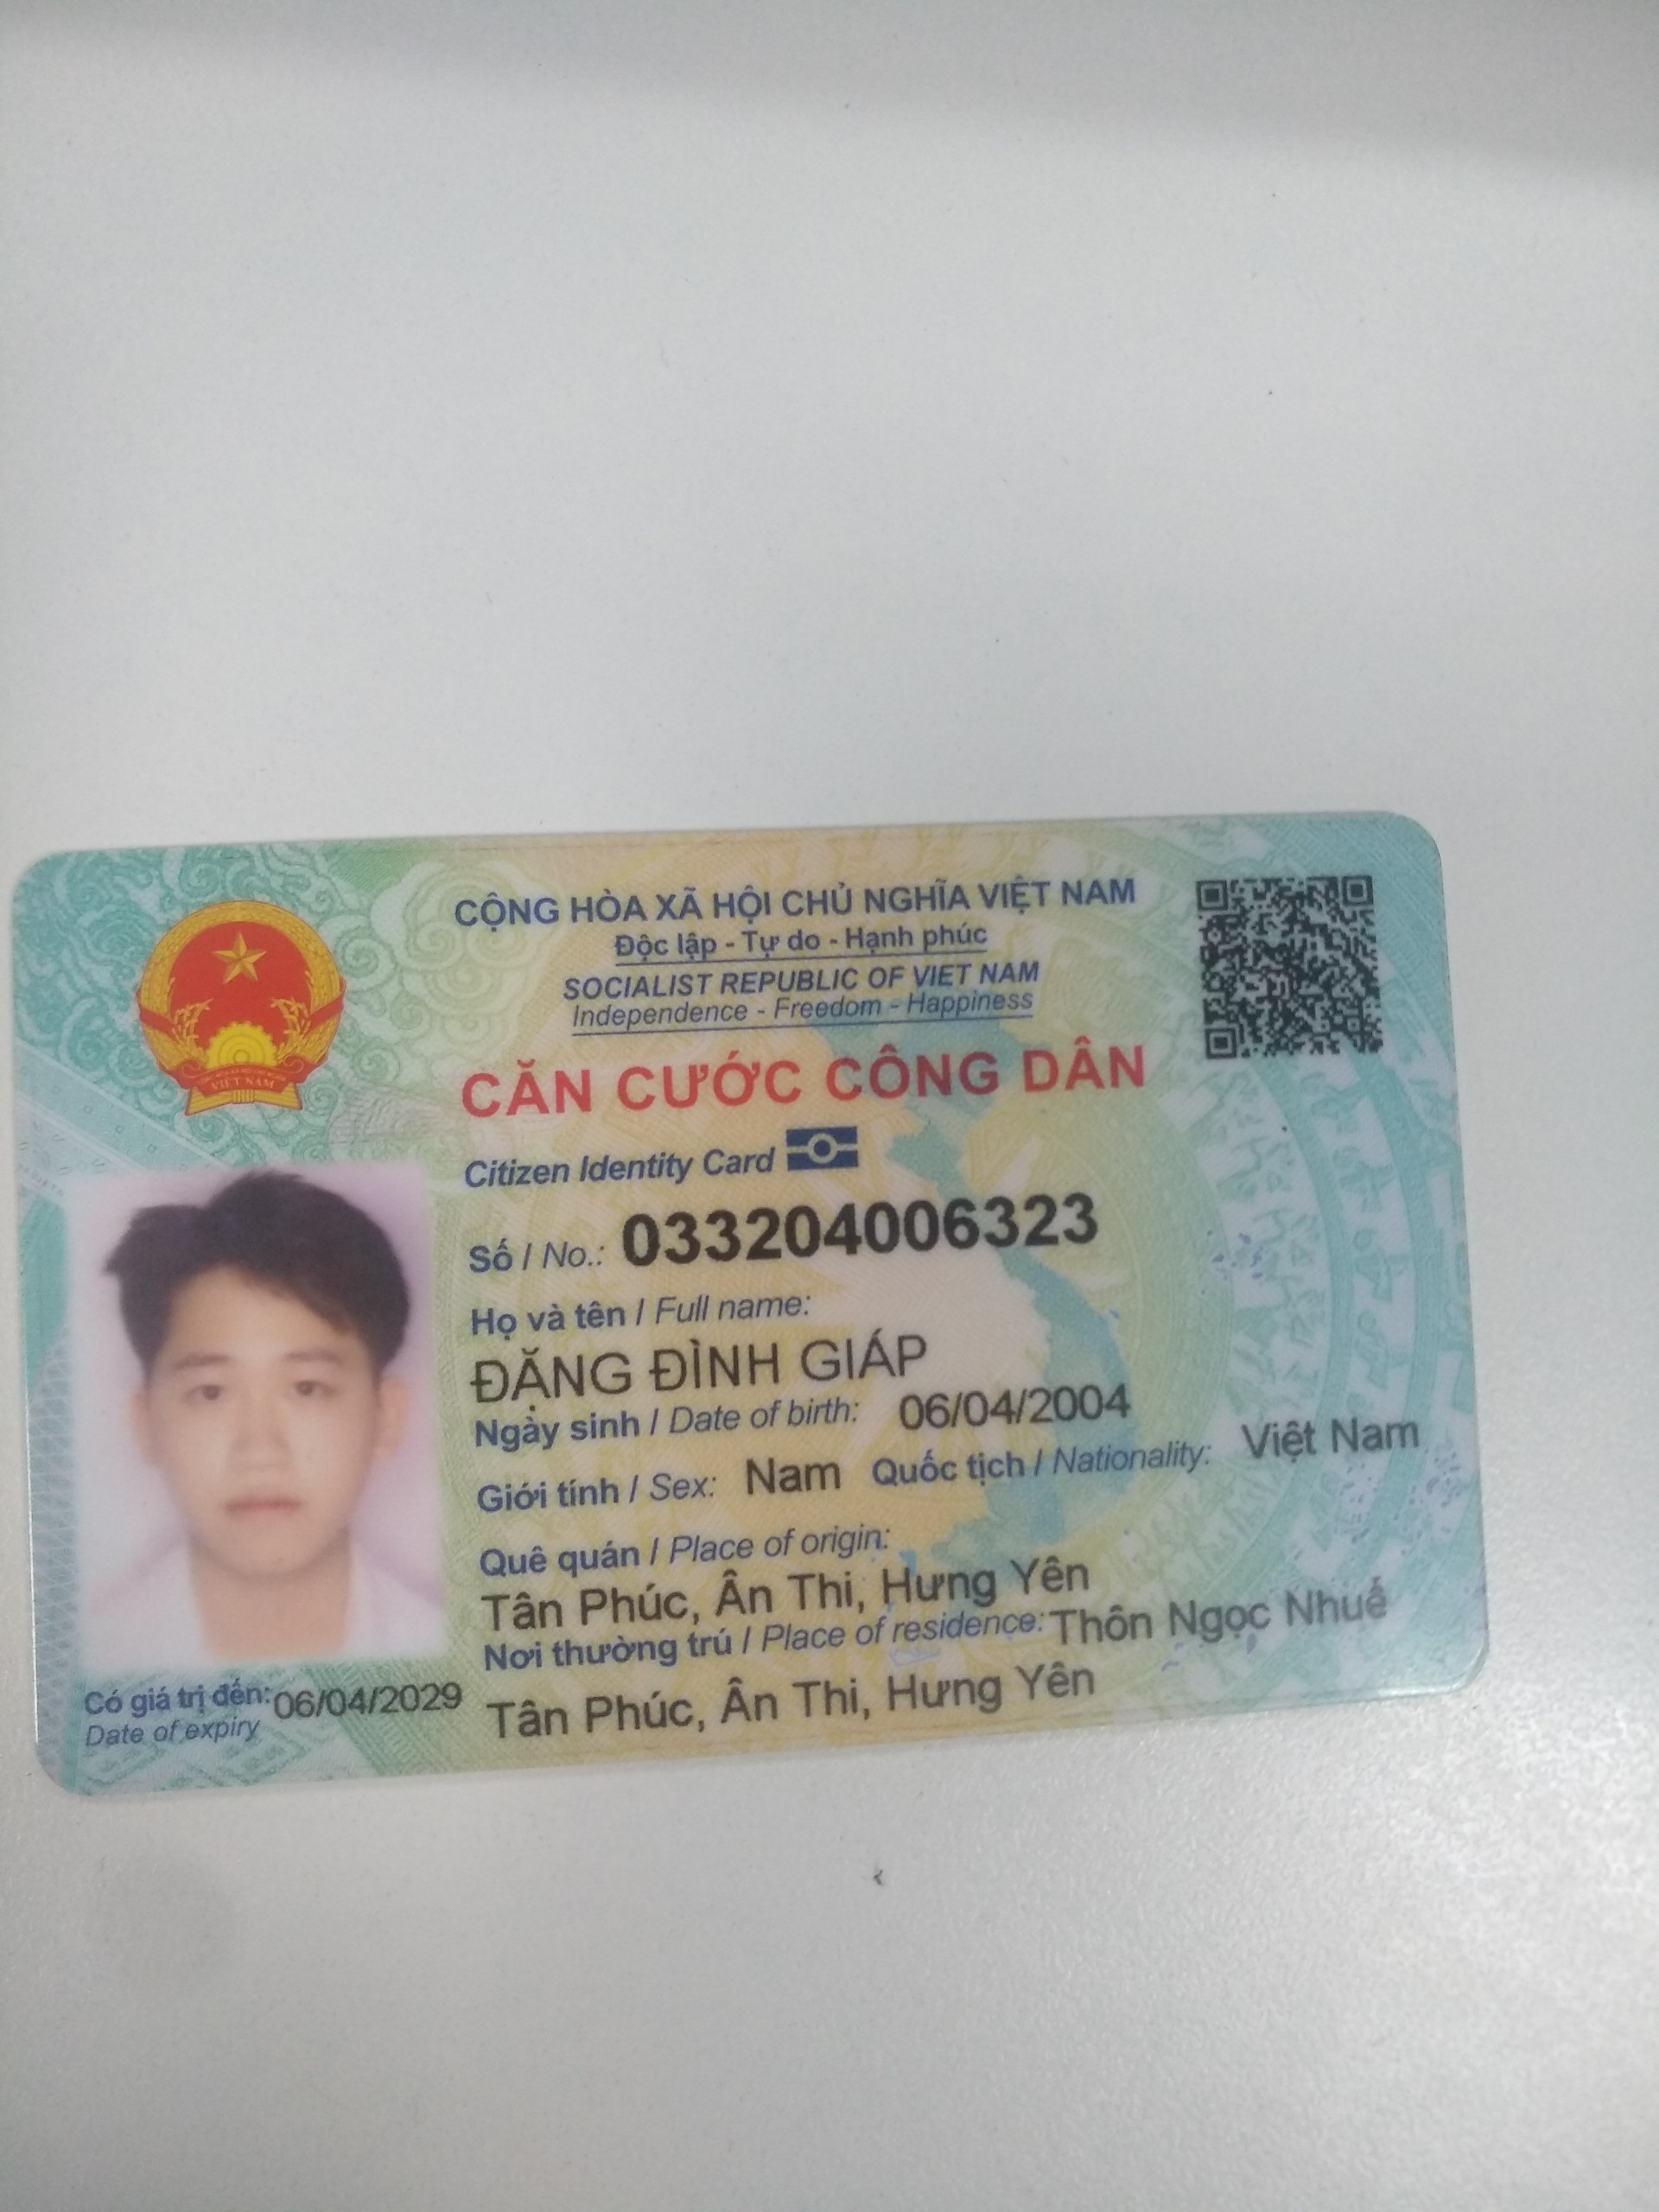 CỘNG HÒA XÃ HỘI CHỦ NGHĨA VIỆT NAM
Độc lập - Tự do - Hạnh phúc
SOCIALIST REPUBLIC OF VIET NAM
Independence - Freedom - Happiness
CĂN CƯỚC CÔNG DÂN
Citizen Identity Card
Số / No.: 033204006323
Họ và tên / Full name:
ĐẶNG ĐÌNH GIÁP
Ngày sinh / Date of birth: 06/04/2004
Giới tính / Sex: Nam Quốc tịch / Nationality: Việt Nam
Quê quán / Place of origin:
Tân Phúc, Ân Thi, Hưng Yên
Nơi thường trú / Place of residence: Thôn Ngọc Nhuế
Tân Phúc, Ân Thi, Hưng Yên
Có giá trị đến: 06/04/2029
Date of expiry
VIỆT NAM